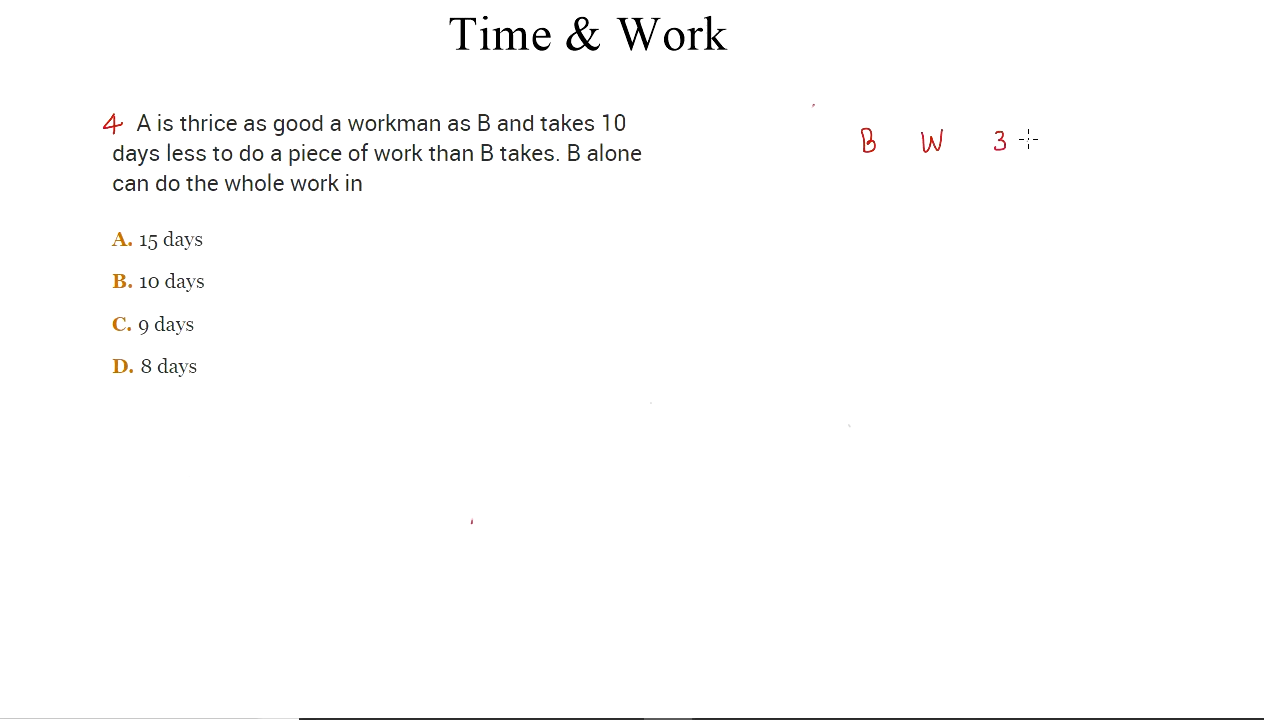 Time & Work
4 A is thrice as good a workman as B and takes 10
days less to do a piece of work than B takes. B alone
can do the whole work in
B W 3
A. 15 days
B. 10 days
C. 9 days
D. 8 days